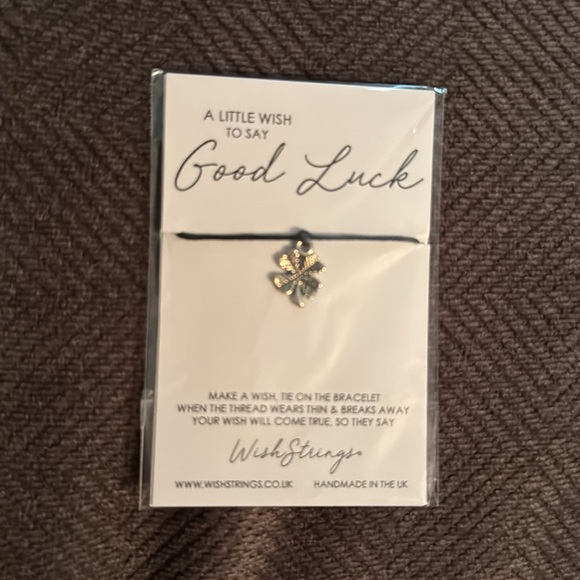 A LITTLE WISH
TO SAY
Good Luck
MAKE A WISH, TIE ON THE BRACELET
WHEN THE THREAD WEARS THIN & BREAKS AWAY
YOUR WISH WILL COME TRUE, SO THEY SAY
WishStrings®
WWW.WISHSTRINGS.CO.UK HANDMADE IN THE UK